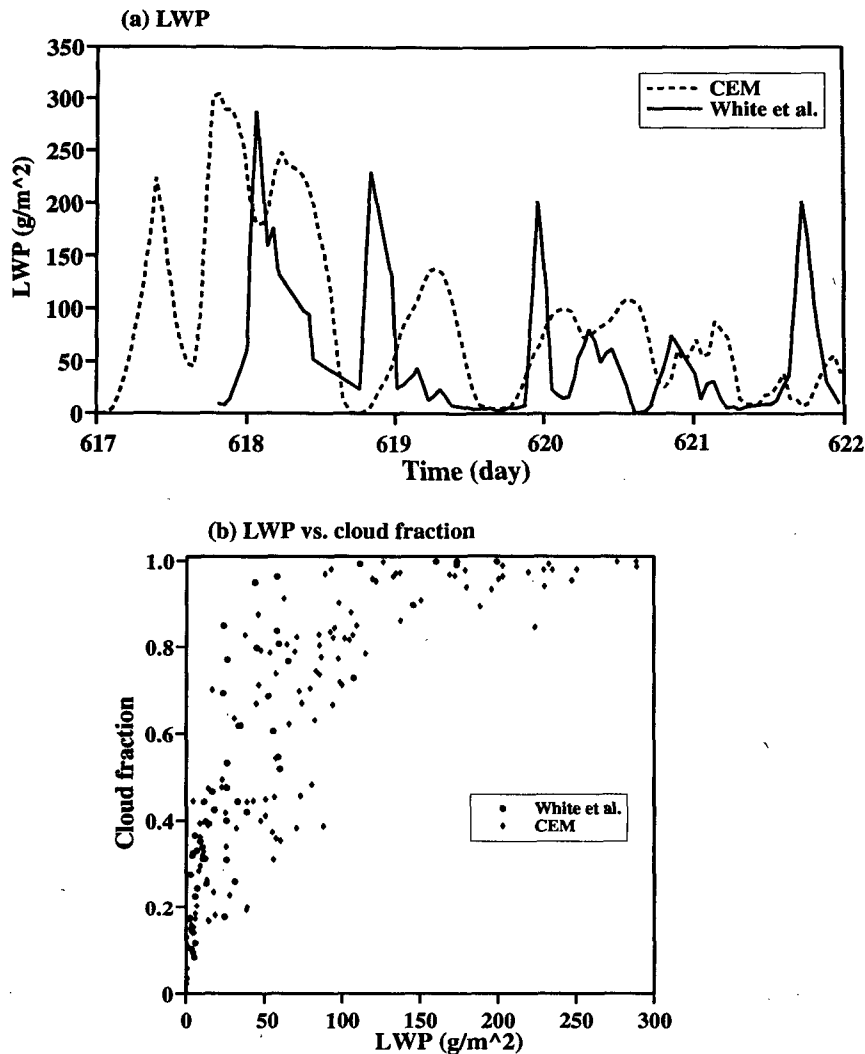 (a) LWP
350
300
250
200
150
100
50
0
LWP (g/m^2)
CEM
White et al.
617 618 619 620 621 622
Time (day)
(b) LWP vs. cloud fraction
1.0
0.8
0.6
0.4
0.2
0
Cloud fraction
White et al.
CEM
0 50 100 150 200 250 300
LWP (g/m^2)